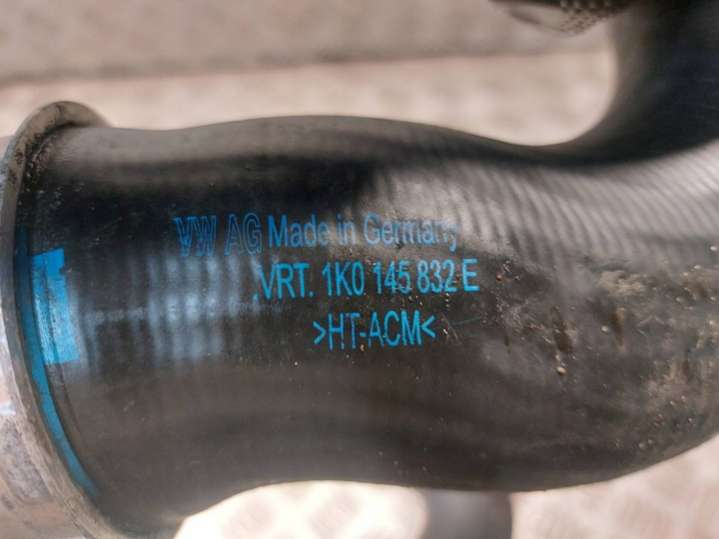 VW AG Made in Germany
VRT. 1K0 145 832 E
>HT-ACM<